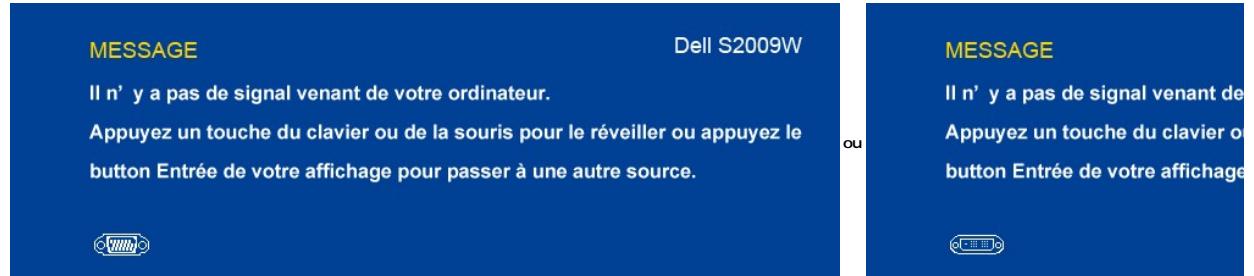 MESSAGE
Dell S2009W
Il n' y a pas de signal venant de votre ordinateur.
Appuyez un touche du clavier ou de la souris pour le réveiller ou appuyez le
button Entrée de votre affichage pour passer à une autre source.
ou
MESSAGE
Il n' y a pas de signal venant de
Appuyez un touche du clavier ou
button Entrée de votre affichage